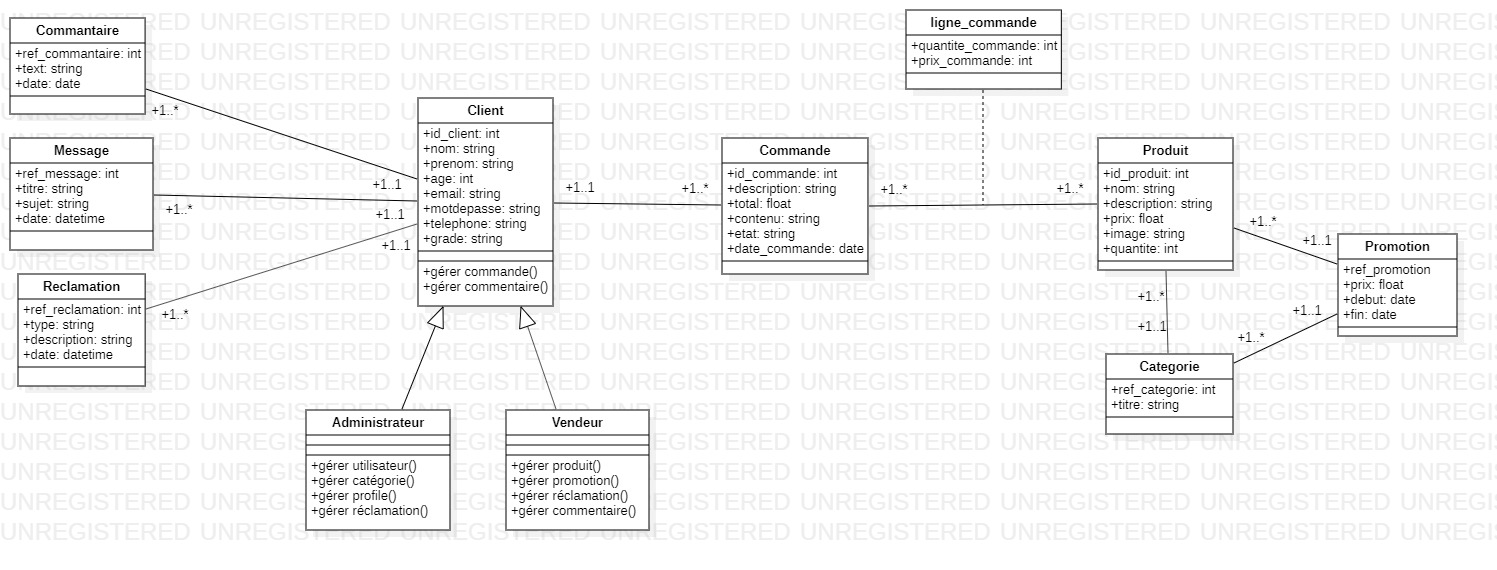 Commantaire
+ref_commantaire: int
+text: string
+date: date
Message
+ref_message: int
+titre: string
+sujet: string
+date: datetime
Reclamation
+ref_reclamation: int
+type: string
+description: string
+date: datetime
+1..*
+1..1
+1..*
+1..1
+1..1
+1..*
Client
+id_client: int
+nom: string
+prenom: string
+age: int
+email: string
+motdepasse: string
+telephone: string
+grade: string
+gérer commande()
+gérer commentaire()
Administrateur
+gérer utilisateur()
+gérer catégorie()
+gérer profile()
+gérer réclamation()
Vendeur
+gérer produit()
+gérer promotion()
+gérer réclamation()
+gérer commentaire()
+1..1
+1..*
Commande
+id_commande: int
+description: string
+total: float
+contenu: string
+etat: string
+date_commande: date
+1..*
+1..*
ligne_commande
+quantite_commande: int
+prix_commande: int
Produit
+id_produit: int
+nom: string
+description: string
+prix: float
+image: string
+quantite: int
+1..*
+1..1
+1..*
+1..1
Promotion
+ref_promotion
+prix: float
+debut: date
+fin: date
+1..1
+1..*
Categorie
+ref_categorie: int
+titre: string
UNREGISTERED